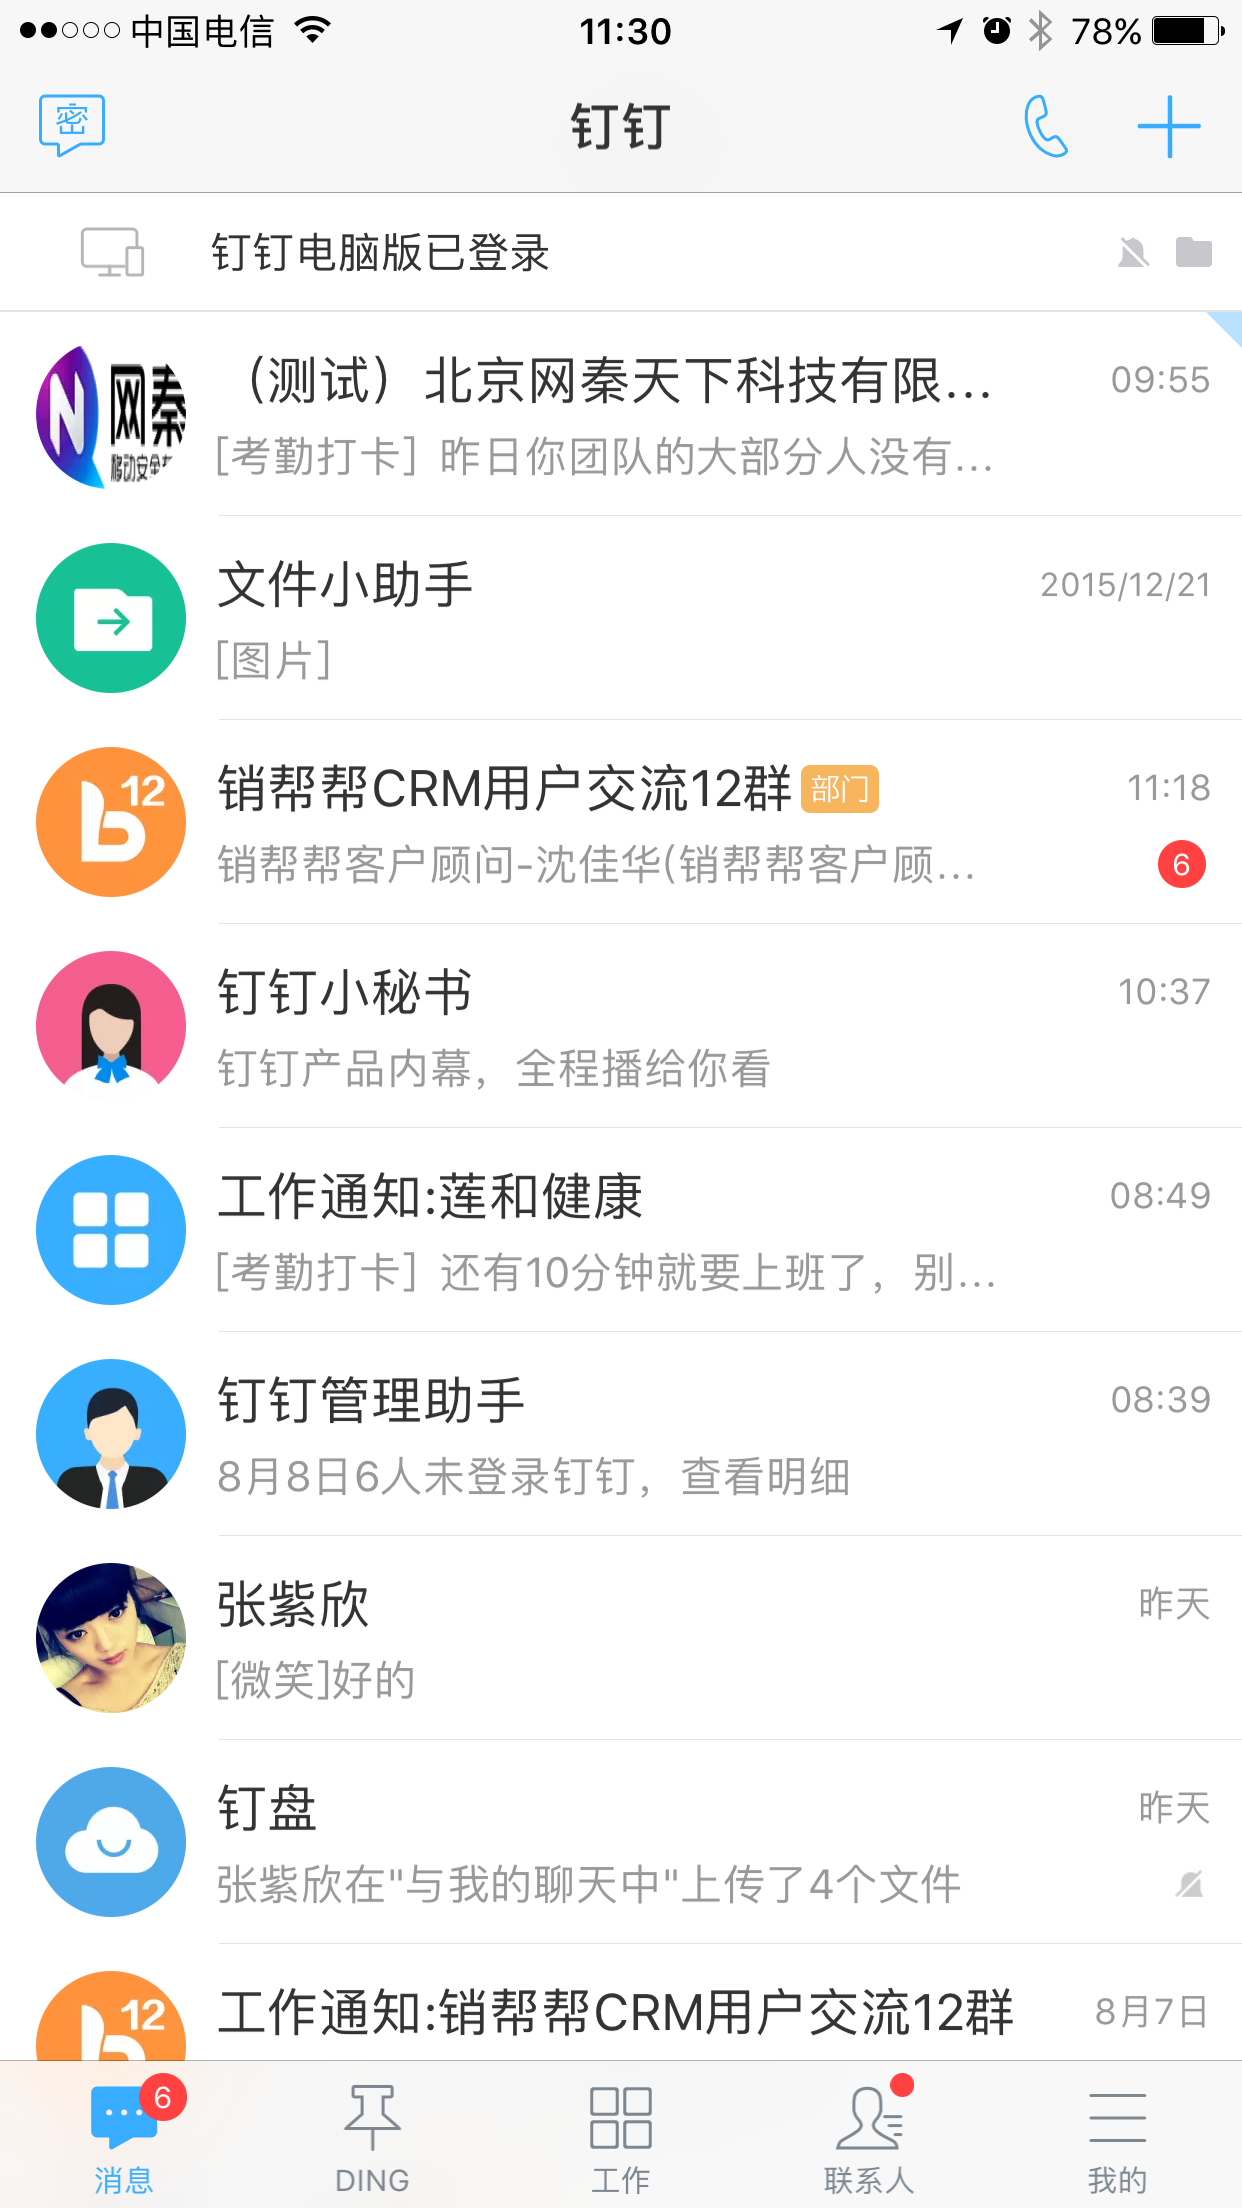 中国电信 11:30 78%
密 钉钉
钉钉电脑版已登录
（测试）北京网秦天下科技有限... 09:55
网秦
移动安全
[考勤打卡] 昨日你团队的大部分人没有...
文件小助手 2015/12/21
[图片]
b12 销帮帮CRM用户交流12群 部门 11:18
销帮帮客户顾问-沈佳华(销帮帮客户顾... 6
钉钉小秘书 10:37
钉钉产品内幕，全程播给你看
工作通知:莲和健康 08:49
[考勤打卡] 还有10分钟就要上班了，别...
钉钉管理助手 08:39
8月8日6人未登录钉钉，查看明细
张紫欣 昨天
[微笑]好的
钉盘 昨天
张紫欣在"与我的聊天中"上传了4个文件
b12 工作通知:销帮帮CRM用户交流12群 8月7日
6
消息 DING 工作 联系人 我的